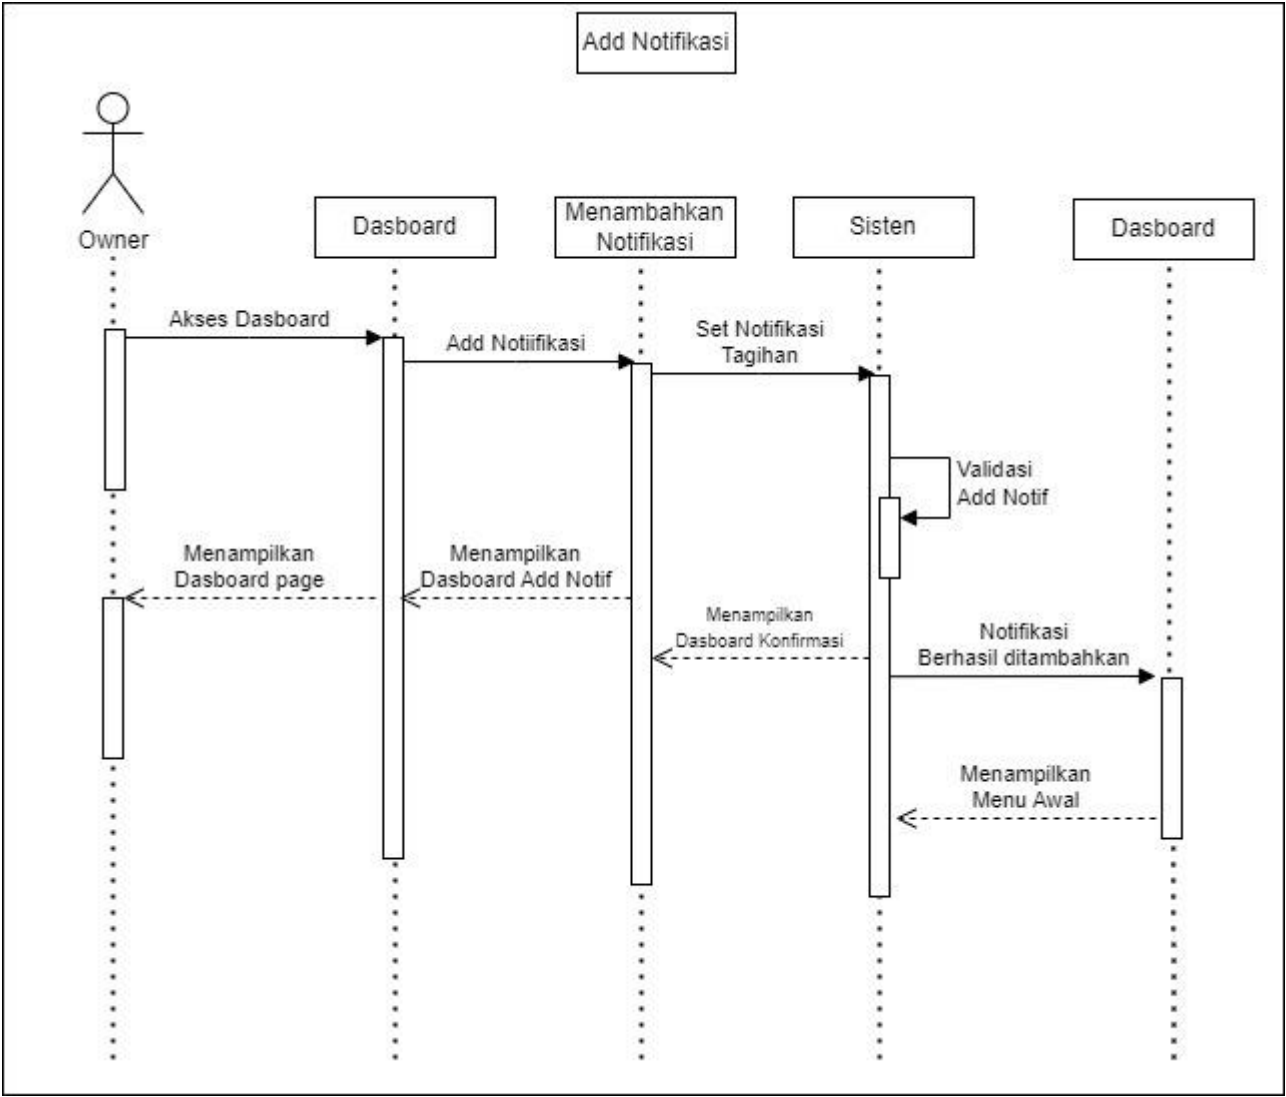 Add Notifikasi
Owner
Dasboard
Menambahkan
Notifikasi
Sisten
Dasboard
Akses Dasboard
Add Notiifikasi
Set Notifikasi
Tagihan
Validasi
Add Notif
Menampilkan
Dasboard page
Menampilkan
Dasboard Add Notif
Menampilkan
Dasboard Konfirmasi
Notifikasi
Berhasil ditambahkan
Menampilkan
Menu Awal